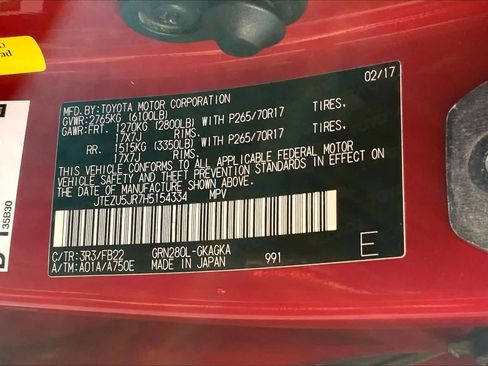 02/17
MFD.BY:TOYOTA MOTOR CORPORATION
GVWR:2765KG (6100LB)
GAWR:FRT. 1270KG (2800LB) WITH P265/70R17 TIRES,
17X7J RIMS.
RR. 1515KG (3350LB) WITH P265/70R17 TIRES,
17X7J RIMS.
THIS VEHICLE CONFORMS TO ALL APPLICABLE FEDERAL MOTOR
VEHICLE SAFETY STANDARDS IN EFFECT ON THE DATE OF
MANUFACTURE SHOWN ABOVE.
JTEZU5JR7H5154334 MPV
C/TR:3R3/FB22 GRN280L-GKAGKA
A/TM:A01A/A750E MADE IN JAPAN 991
E
35B30